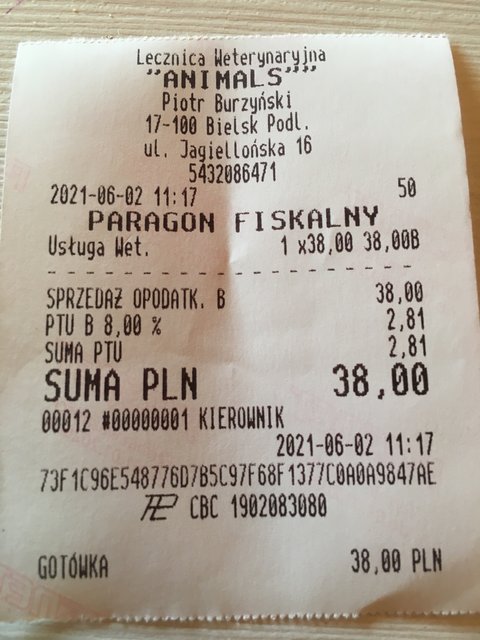 Lecznica Weterynaryjna
"ANIMALS""
Piotr Burzyński
17-100 Bielsk Podl.
ul. Jagiellońska 16
5432086471
2021-06-02 11:17 50
PARAGON FISKALNY
Usługa Wet. 1 x38,00 38,00B
SPRZEDAŻ OPODATK. B 38,00
PTU B 8,00 % 2,81
SUMA PTU 2,81
SUMA PLN 38,00
00012 #00000001 KIEROWNIK
2021-06-02 11:17
73F1C96E548776D7B5C97F68F1377C0A0A9847AE
CBC 1902083080
GOTÓWKA 38,00 PLN